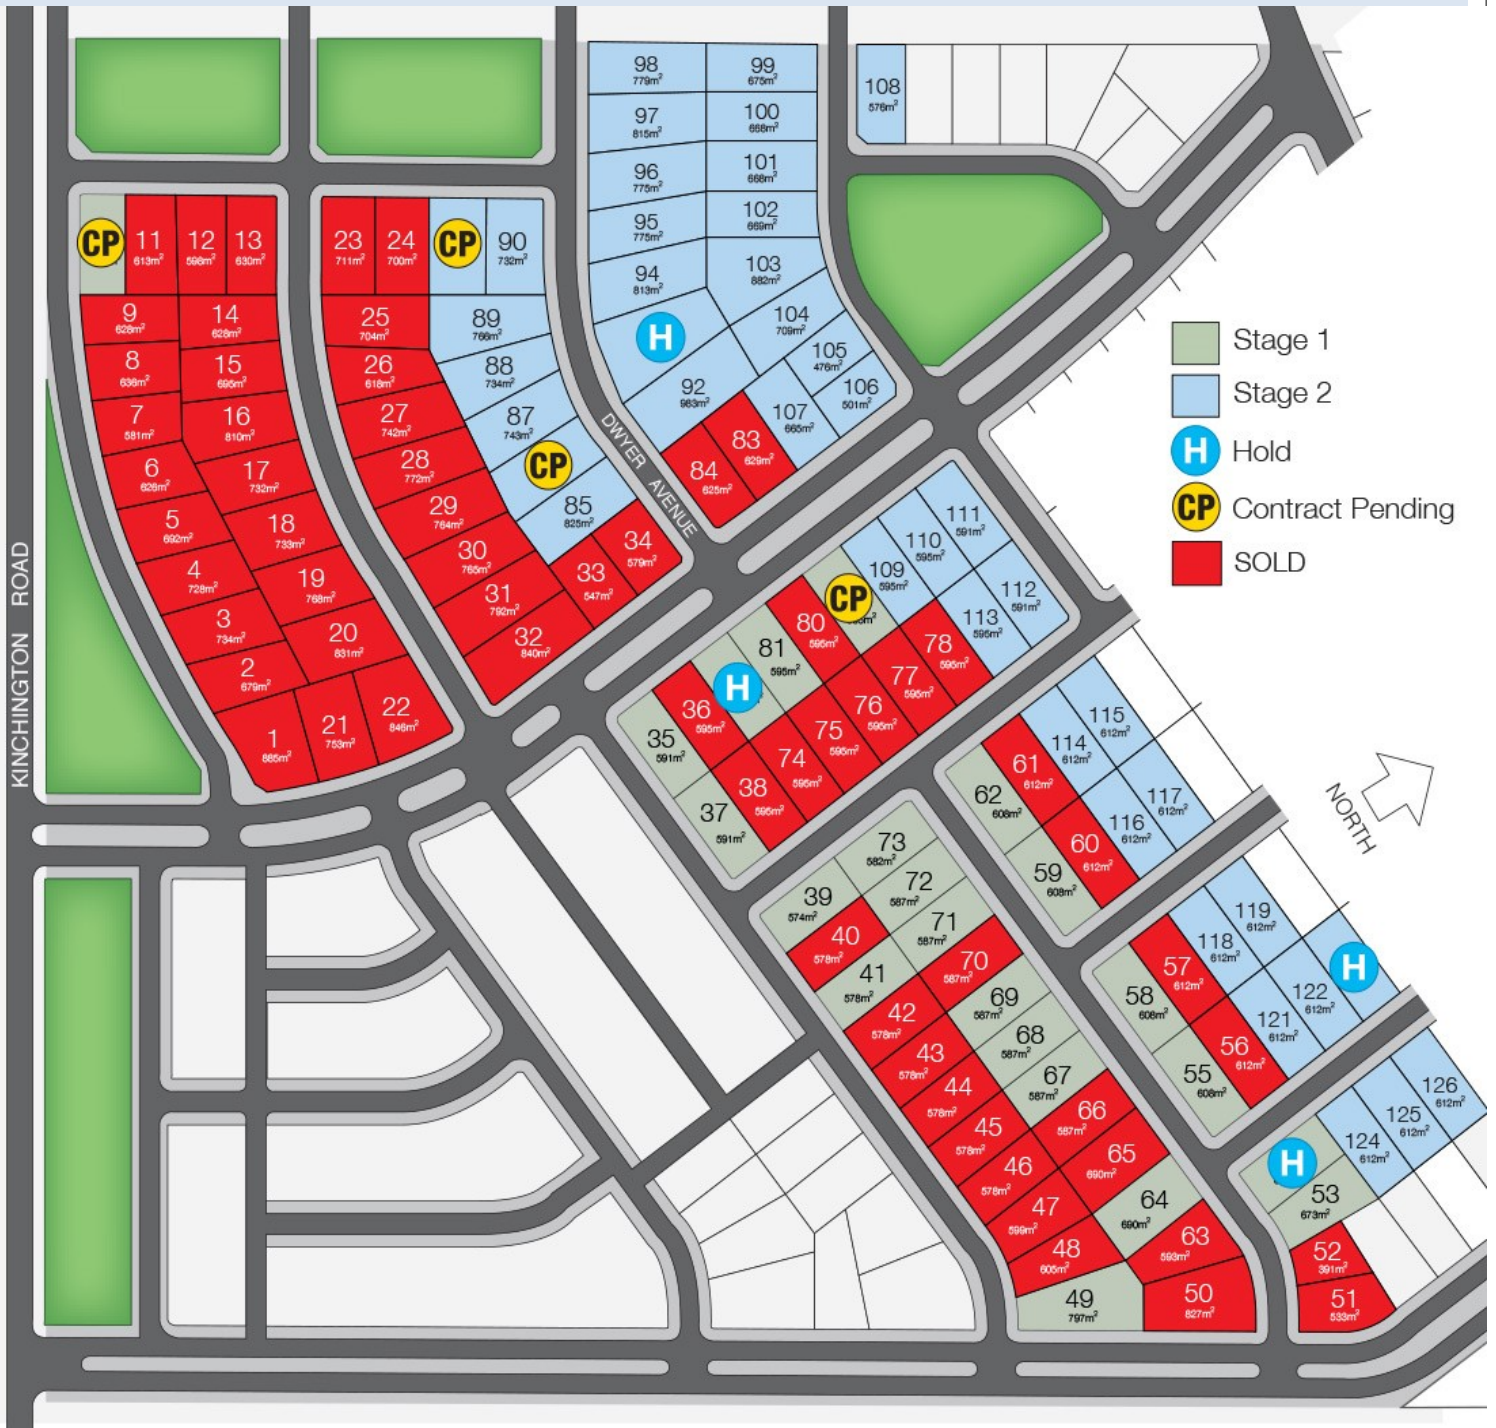 98
779m²
99
675m²
108
576m²
97
815m²
100
668m²
96
775m²
101
668m²
95
775m²
102
669m²
94
813m²
103
882m²
H
104
709m²
105
476m²
106
501m²
92
983m²
107
665m²
83
629m²
84
625m²
CP
11
613m²
12
598m²
13
630m²
23
711m²
24
700m²
CP
90
732m²
9
628m²
14
628m²
25
704m²
89
766m²
8
636m²
15
695m²
26
618m²
88
734m²
7
581m²
16
810m²
27
742m²
87
743m²
6
626m²
17
732m²
28
772m²
CP
5
692m²
18
733m²
29
764m²
85
825m²
4
728m²
19
768m²
30
765m²
33
547m²
34
579m²
3
734m²
20
831m²
31
792m²
2
679m²
32
840m²
1
885m²
21
753m²
22
846m²
DWYER AVENUE
KINCHINGTON ROAD
Stage 1
Stage 2
H Hold
CP Contract Pending
SOLD
NORTH
111
591m²
110
595m²
109
595m²
112
591m²
113
595m²
CP
80
595m²
78
595m²
81
595m²
77
595m²
H
76
595m²
36
595m²
75
595m²
35
591m²
74
595m²
38
595m²
37
591m²
115
612m²
114
612m²
61
612m²
62
608m²
117
612m²
116
612m²
60
612m²
59
608m²
73
582m²
72
587m²
39
574m²
71
587m²
40
578m²
70
587m²
41
578m²
69
587m²
42
578m²
68
587m²
43
578m²
67
587m²
44
578m²
66
587m²
45
578m²
65
690m²
46
578m²
64
690m²
47
599m²
63
593m²
48
605m²
49
797m²
50
827m²
119
612m²
118
612m²
57
612m²
58
608m²
H
122
612m²
121
612m²
56
612m²
55
608m²
126
612m²
125
612m²
124
612m²
H
53
673m²
52
391m²
51
533m²